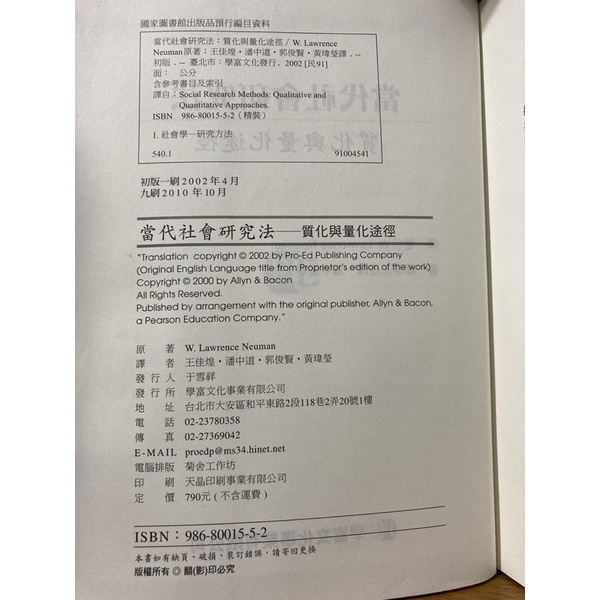 國家圖書館出版品預行編目資料
當代社會研究法：質化與量化途徑 / W. Lawrence
Neuman原著；王佳煌‧潘中道‧郭俊賢‧黃瑋瑩譯．--
初版．-- 臺北市：學富文化發行，2002 [民91]
面： 公分
含參考書目及索引
譯自：Social Research Methods: Qualitative and
Quantitative Approaches.
ISBN 986-80015-5-2（精裝）
1. 社會學—研究方法
540.1 91004541
初版一刷 2002 年 4 月
九刷 2010 年 10 月
當代社會研究法——質化與量化途徑
"Translation copyright © 2002 by Pro-Ed Publishing Company
(Original English Language title from Proprietor's edition of the work)
Copyright © 2000 by Allyn & Bacon
All Rights Reserved.
Published by arrangement with the original publisher, Allyn & Bacon,
a Pearson Education Company."
原著 W. Lawrence Neuman
譯者 王佳煌‧潘中道‧郭俊賢‧黃瑋瑩
發行人 于雪祥
發行所 學富文化事業有限公司
地址 台北市大安區和平東路2段118巷2弄20號1樓
電話 02-23780358
傳真 02-27369042
E-MAIL proedp@ms34.hinet.net
電腦排版 菊舍工作坊
印刷 天晶印刷事業有限公司
定價 790元 ( 不含運費 )
ISBN：986-80015-5-2
本書如有缺頁、破損、裝訂錯誤，請寄回更換
版權所有 ◎ 翻(影)印必究